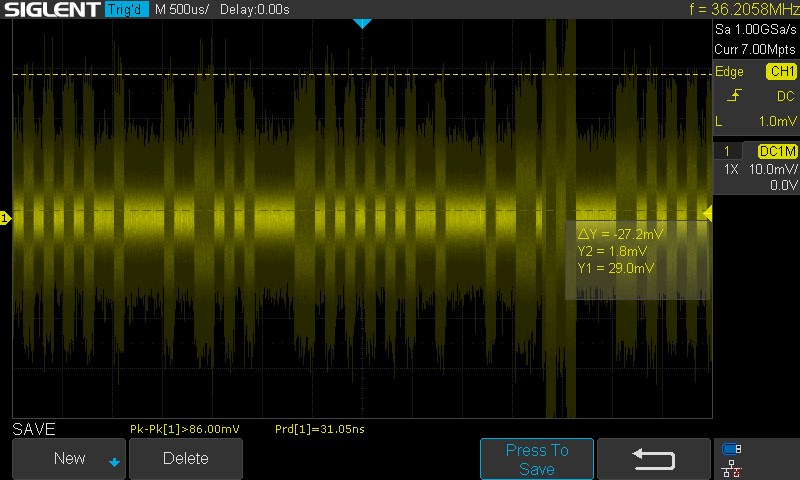 SIGLENT Trig'd M 500us/ Delay:0.00s f = 36.2058MHz
Sa 1.00GSa/s
Curr 7.00Mpts
Edge CH1
DC
L 1.0mV
1 DC1M
1X 10.0mV/
0.0V
1
ΔY = -27.2mV
Y2 = 1.8mV
Y1 = 29.0mV
SAVE Pk-Pk[1]>86.00mV Prd[1]=31.05ns
New Delete Press To
Save